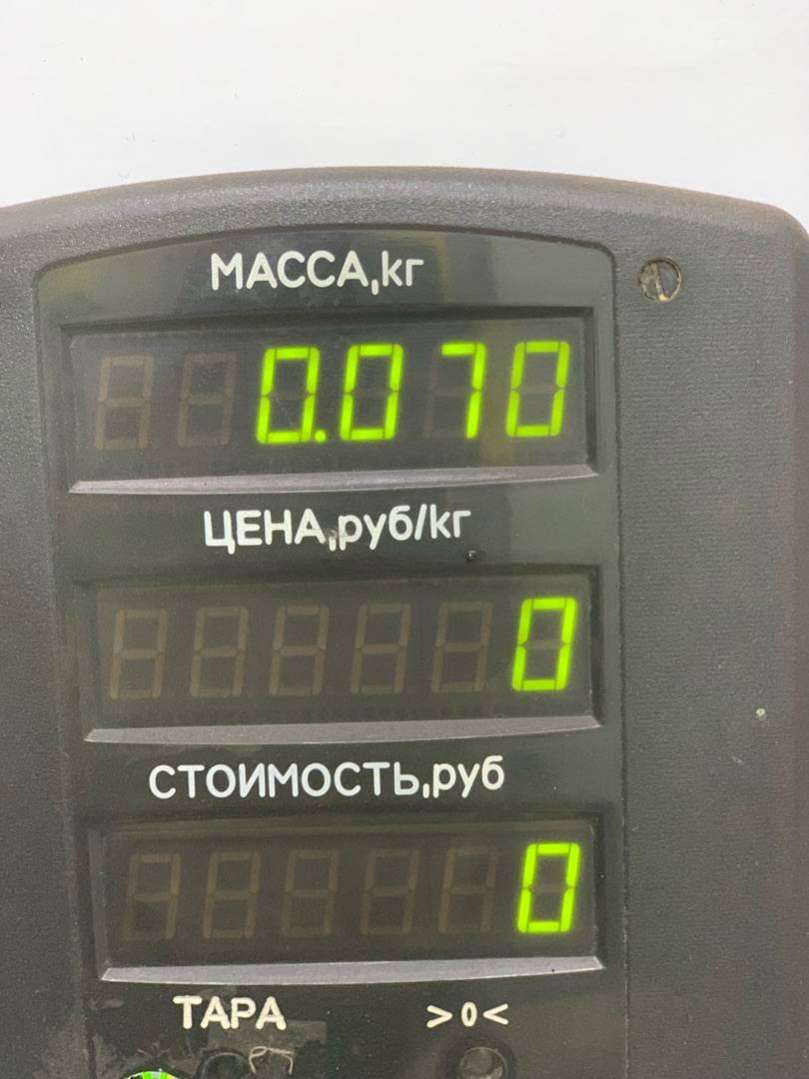 МАССА,кг
0.070
ЦЕНА,руб/кг
0
СТОИМОСТЬ,руб
0
ТАРА >0<